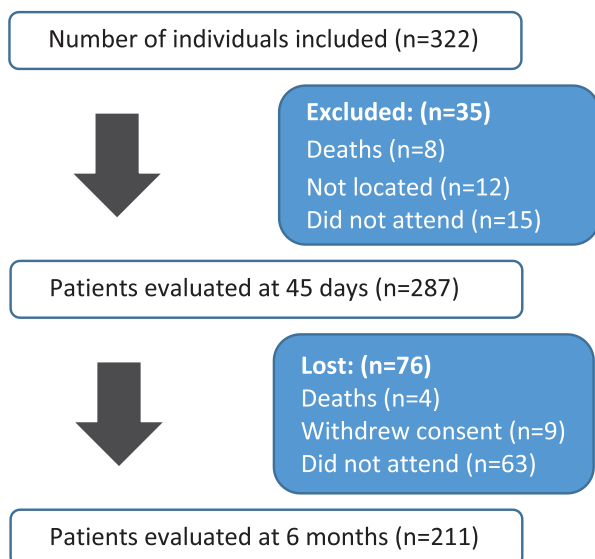 Number of individuals included (n=322)
Excluded: (n=35)
Deaths (n=8)
Not located (n=12)
Did not attend (n=15)
Patients evaluated at 45 days (n=287)
Lost: (n=76)
Deaths (n=4)
Withdrew consent (n=9)
Did not attend (n=63)
Patients evaluated at 6 months (n=211)